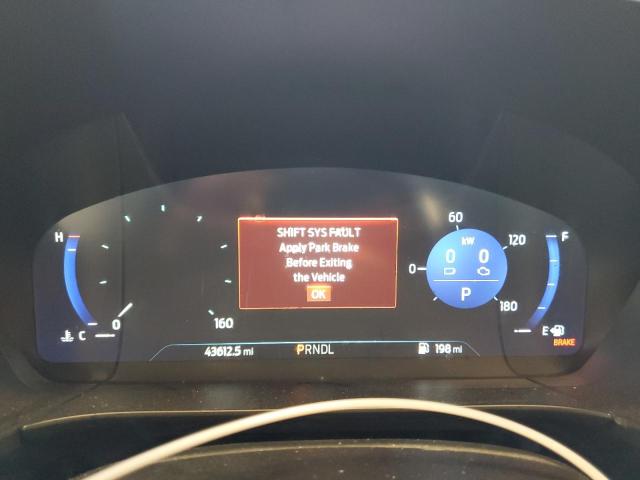 H
C
0
160
SHIFT SYS FAULT
Apply Park Brake
Before Exiting
the Vehicle
OK
60
120
0
180
kW
0 0
P
F
E
BRAKE
43612.5 mi
PRNDL
198 mi